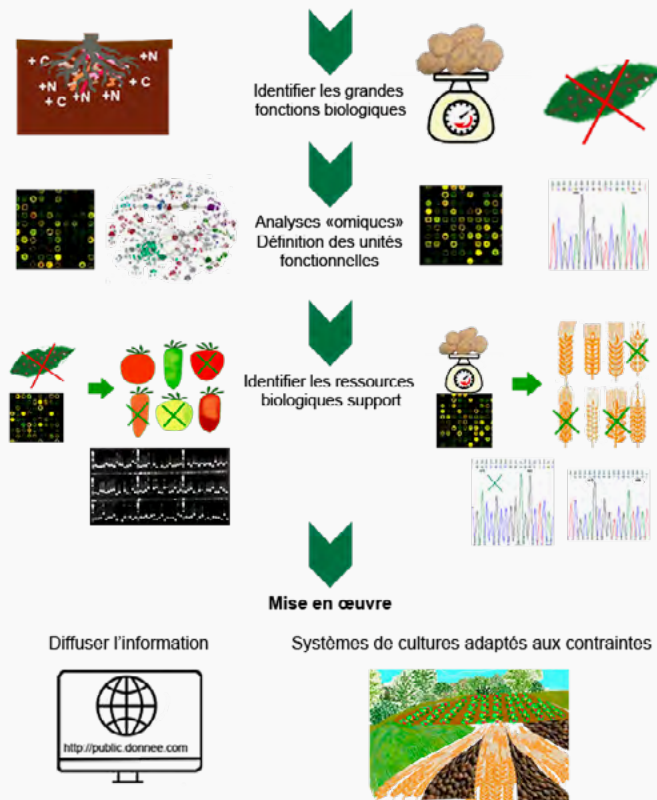 + C
+N
+N
+ C
+ C
+N
+N
Identifier les grandes
fonctions biologiques
Analyses «omiques»
Définition des unités
fonctionnelles
Identifier les ressources
biologiques support
Mise en œuvre
Diffuser l'information
Systèmes de cultures adaptés aux contraintes
http://public.donnee.com